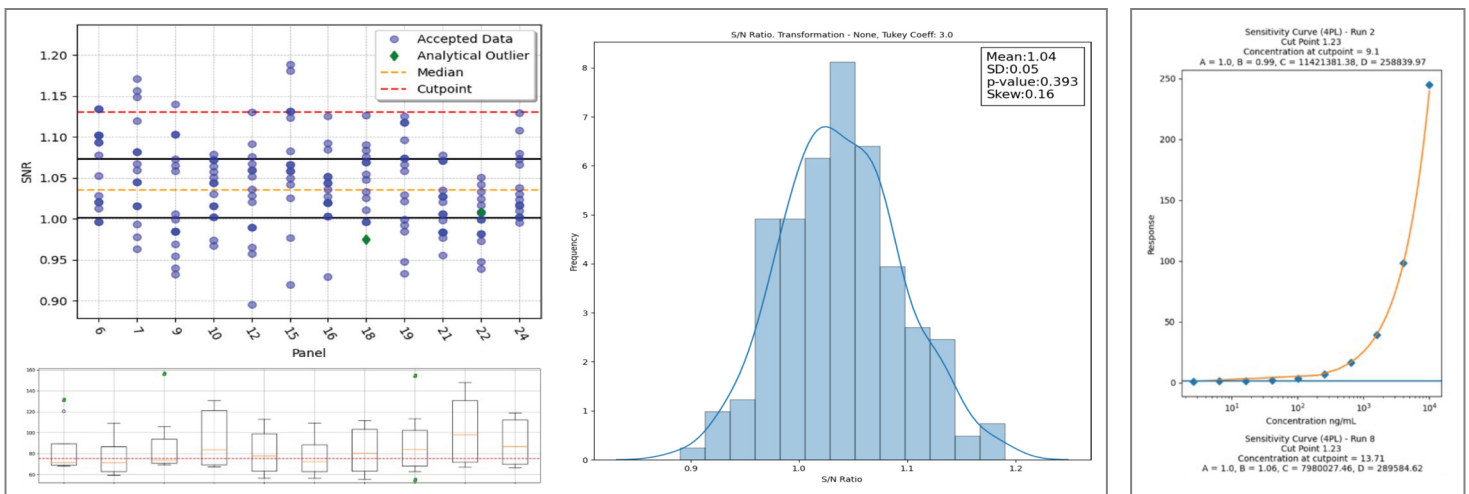 1.20
1.15
1.10
1.05
1.00
0.95
0.90
SNR
Accepted Data
Analytical Outlier
Median
Cutpoint
6 7 9 10 12 15 16 18 19 21 22 24
Panel
160
140
120
100
80
60
S/N Ratio. Transformation - None, Tukey Coeff: 3.0
Mean:1.04
SD:0.05
p-value:0.393
Skew:0.16
8
7
6
5
4
3
2
1
0
Frequency
0.9 1.0 1.1 1.2
S/N Ratio
Sensitivity Curve (4PL) - Run 2
Cut Point 1.23
Concentration at cutpoint = 9.1
A = 1.0, B = 0.99, C = 11421381.38, D = 258839.97
250
200
150
100
50
0
Response
10¹ 10² 10³ 10⁴
Concentration ng/mL
Sensitivity Curve (4PL) - Run 8
Cut Point 1.23
Concentration at cutpoint = 13.71
A = 1.0, B = 1.06, C = 7980027.46, D = 289584.62